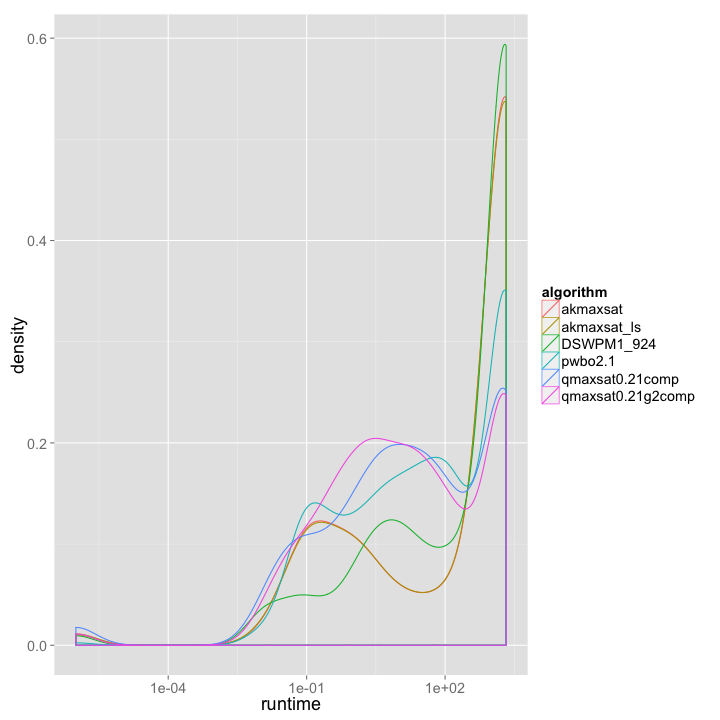 0.6
0.4
0.2
0.0
density
1e-04
1e-01
1e+02
runtime
algorithm
akmaxsat
akmaxsat_ls
DSWPM1_924
pwbo2.1
qmaxsat0.21comp
qmaxsat0.21g2comp